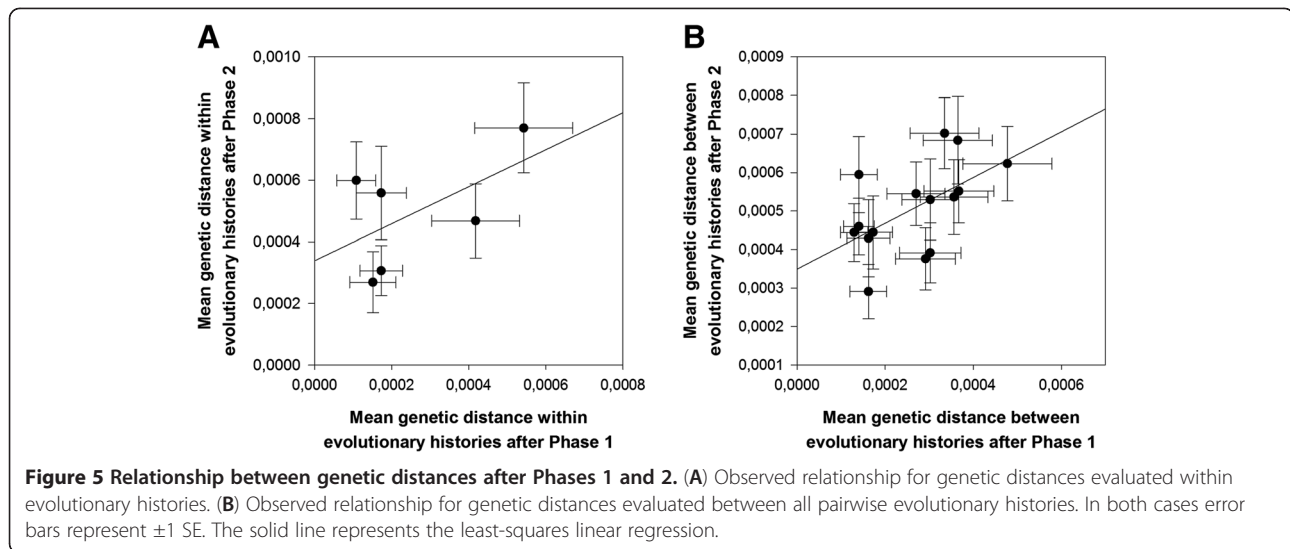 A
B
Mean genetic distance within
evolutionary histories after Phase 2
0,0010
0,0008
0,0006
0,0004
0,0002
0,0000
0,0000 0,0002 0,0004 0,0006 0,0008
Mean genetic distance within
evolutionary histories after Phase 1
Mean genetic distance between
evolutionary histories after Phase 2
0,0009
0,0008
0,0007
0,0006
0,0005
0,0004
0,0003
0,0002
0,0001
0,0000 0,0002 0,0004 0,0006
Mean genetic distance between
evolutionary histories after Phase 1
Figure 5 Relationship between genetic distances after Phases 1 and 2. (A) Observed relationship for genetic distances evaluated within
evolutionary histories. (B) Observed relationship for genetic distances evaluated between all pairwise evolutionary histories. In both cases error
bars represent ±1 SE. The solid line represents the least-squares linear regression.